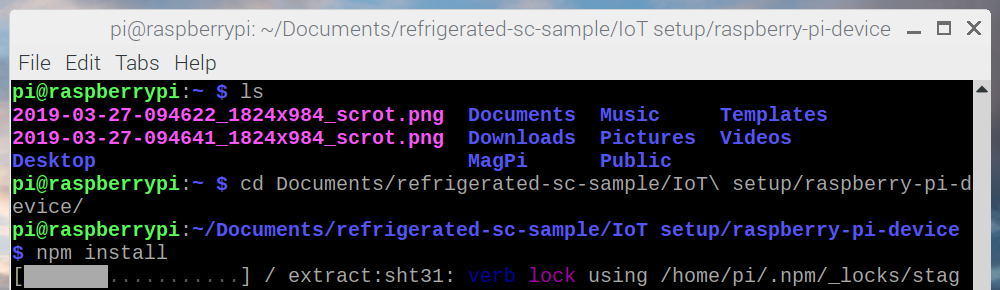 pi@raspberrypi: ~/Documents/refrigerated-sc-sample/IoT setup/raspberry-pi-device
File Edit Tabs Help
pi@raspberrypi:~ $ ls
2019-03-27-094622_1824x984_scrot.png Documents Music Templates
2019-03-27-094641_1824x984_scrot.png Downloads Pictures Videos
Desktop MagPi Public
pi@raspberrypi:~ $ cd Documents/refrigerated-sc-sample/IoT\ setup/raspberry-pi-d
evice/
pi@raspberrypi:~/Documents/refrigerated-sc-sample/IoT setup/raspberry-pi-device
$ npm install
[ ...........] / extract:sht31: verb lock using /home/pi/.npm/_locks/stag